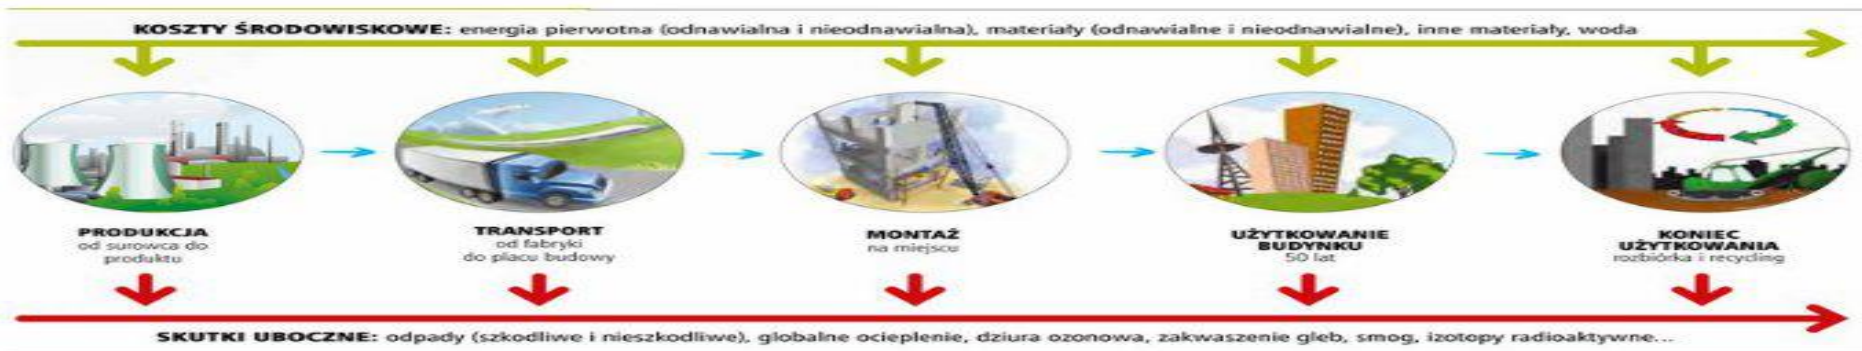 KOSZTY ŚRODOWISKOWE: energia pierwotna (odnawialna i nieodnawialna), materiały (odnawialne i nieodnawialne), inne materiały, woda
PRODUKCJA
od surowca do
produktu
TRANSPORT
od fabryki
do placu budowy
MONTAŻ
na miejscu
UŻYTKOWANIE
BUDYNKU
50 lat
KONIEC
UŻYTKOWANIA
rozbiórka i recycling
SKUTKI UBOCZNE: odpady (szkodliwe i nieszkodliwe), globalne ocieplenie, dziura ozonowa, zakwaszenie gleb, smog, izotopy radioaktywne...